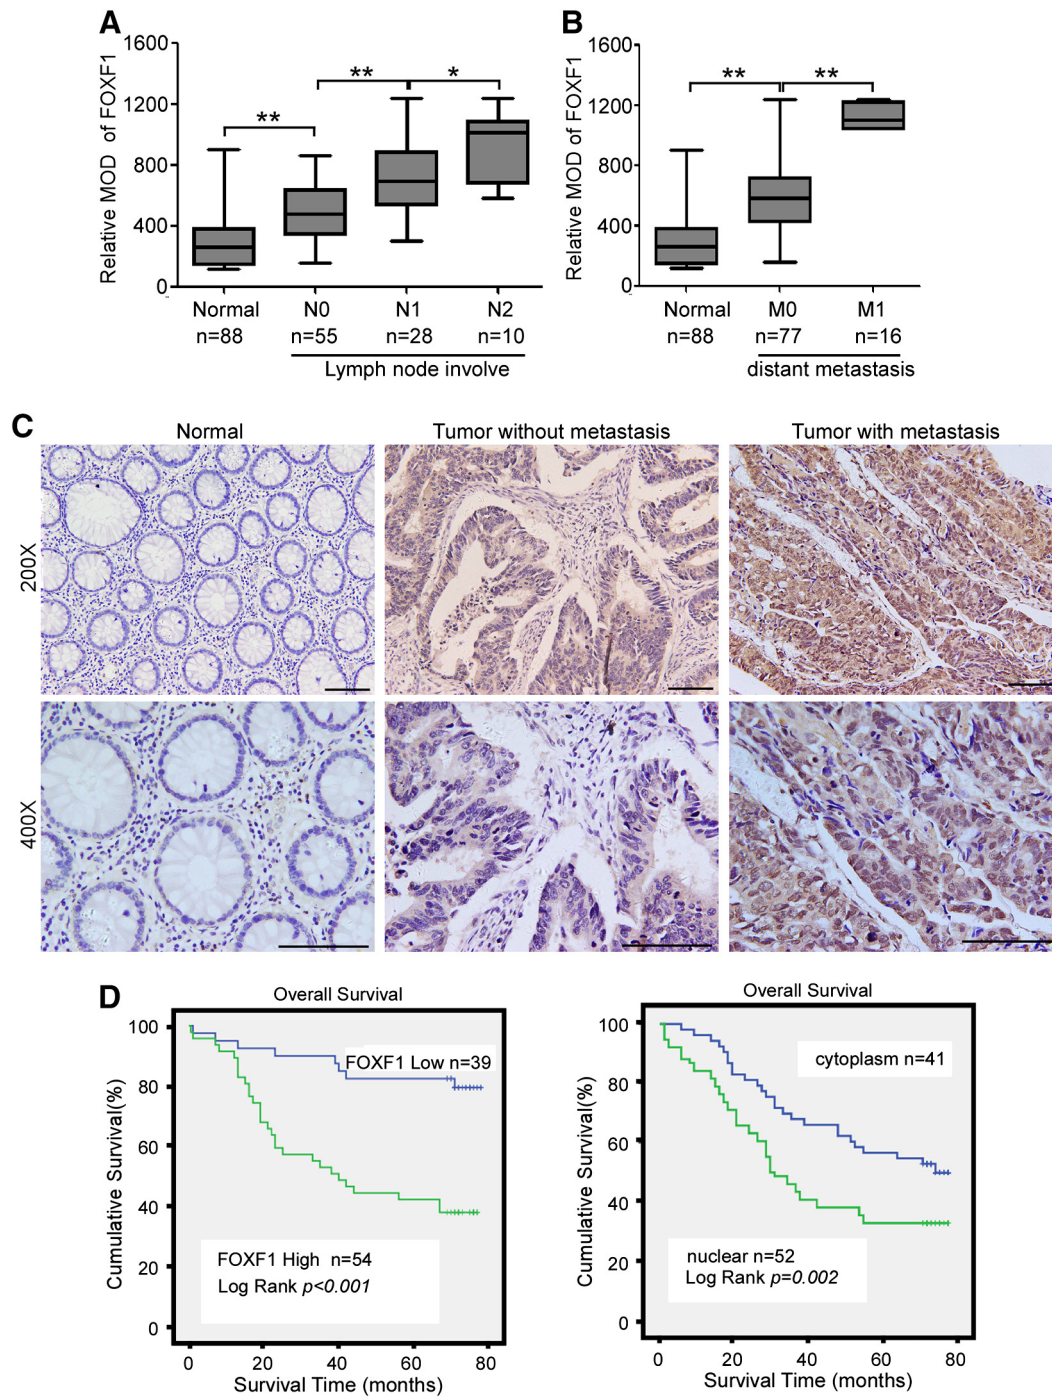 A
Relative MOD of FOXF1
1600
1200
800
400
0
**
**
*
Normal N0 N1 N2
n=88 n=55 n=28 n=10
Lymph node involve
B
Relative MOD of FOXF1
1600
1200
800
400
0
**
**
Normal M0 M1
n=88 n=77 n=16
distant metastasis
C
Normal Tumor without metastasis Tumor with metastasis
200X
400X
D
Overall Survival
Cumulative Survival(%)
100
80
60
40
20
0
FOXF1 Low n=39
FOXF1 High n=54
Log Rank p<0.001
0 20 40 60 80
Survival Time (months)
Overall Survival
Cumulative Survival(%)
100
80
60
40
20
0
cytoplasm n=41
nuclear n=52
Log Rank p=0.002
0 20 40 60 80
Survival Time (months)